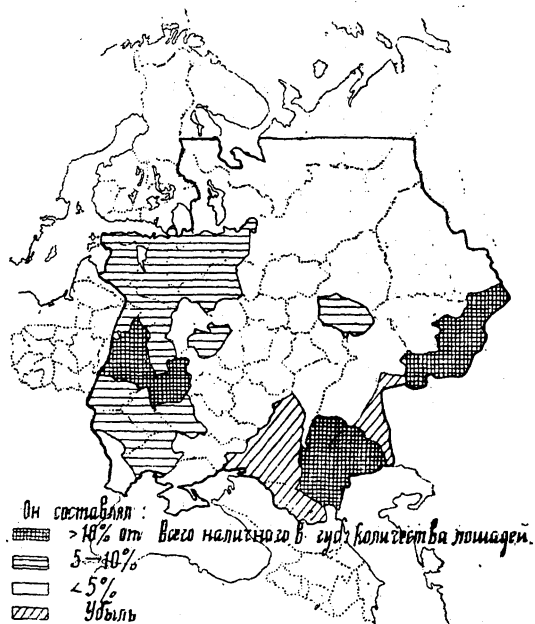 Он составлял :
>10% от всего наличного в губ. количества лошадей.
5—10%
<5%
Убыль